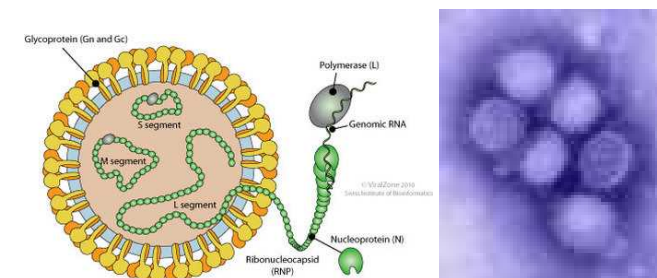 Glycoprotein (Gn and Gc)
Polymerase (L)
S segment
Genomic RNA
M segment
© ViralZone 2010
Swiss Institute of Bioinformatics
L segment
Nucleoprotein (N)
Ribonucleocapsid
(RNP)